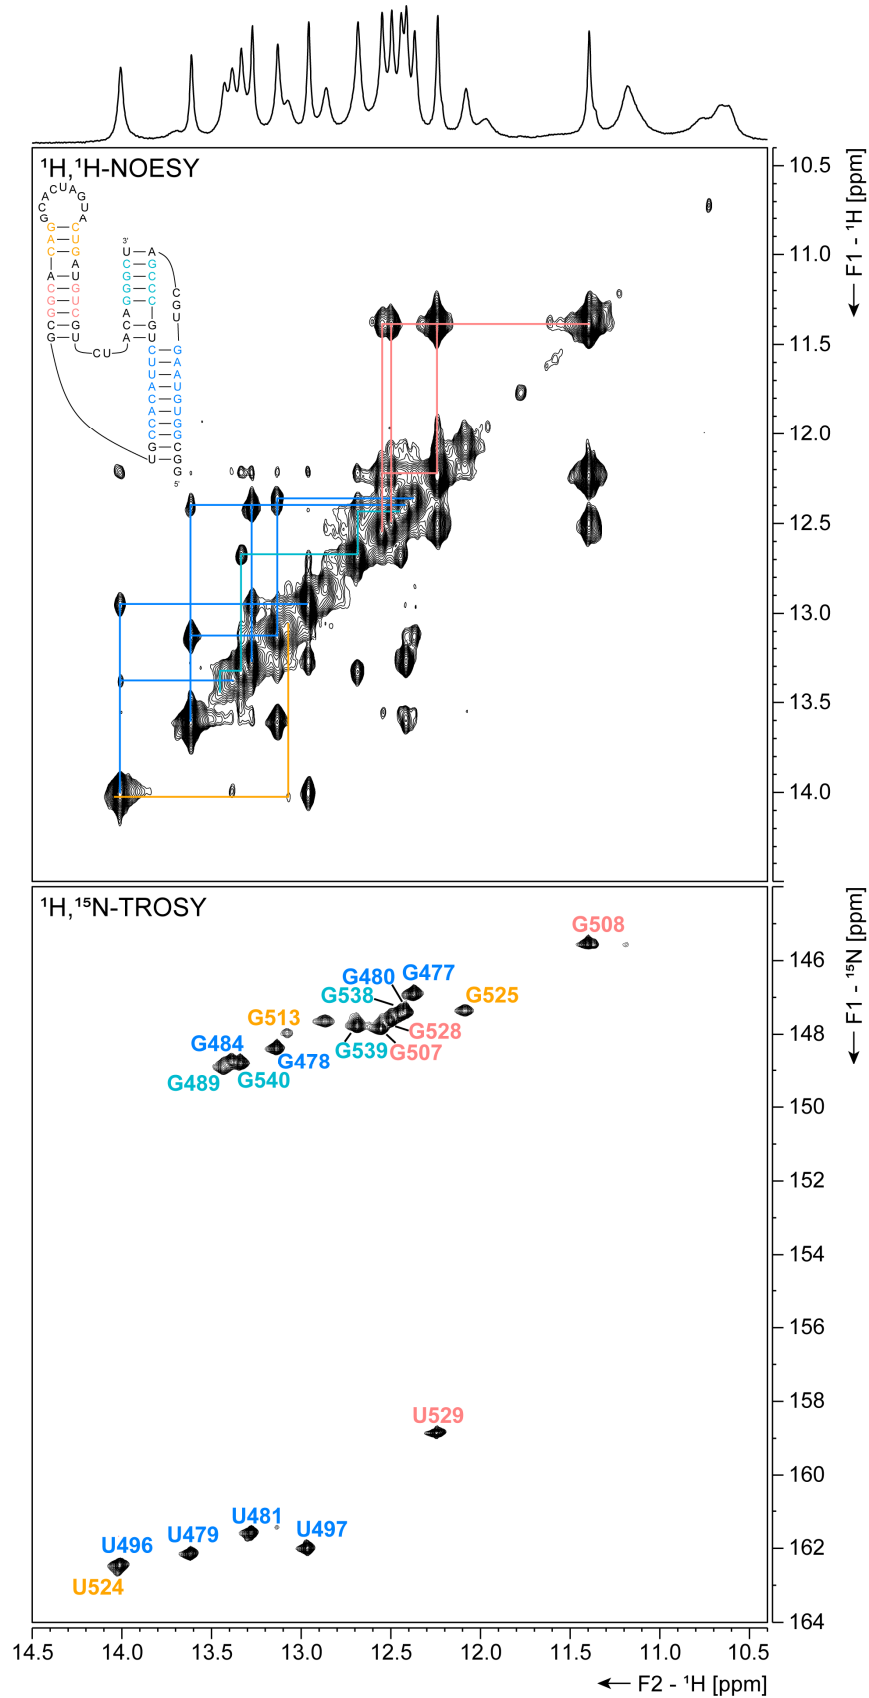 ¹H,¹H-NOESY
A C U A G U A
A C G
G C
A U
C G
A A
C U
G G
G U
C C
G G
C U
G C U A A C A
3'
U A
C G
G C
G C
G C
A G
A U
C G U
C G
U A
U A
A U
C G
A U
C G
C G
G C
U G
G
5'
10.5
11.0
11.5
12.0
12.5
13.0
13.5
14.0
F1 - ¹H [ppm]
¹H,¹⁵N-TROSY
G508
G480 G477
G538
G525
G513
G528
G484
G539 G507
G478
G489 G540
U529
U481
U497
U479
U496
U524
146
148
150
152
154
156
158
160
162
164
F1 - ¹⁵N [ppm]
14.5 14.0 13.5 13.0 12.5 12.0 11.5 11.0 10.5
F2 - ¹H [ppm]